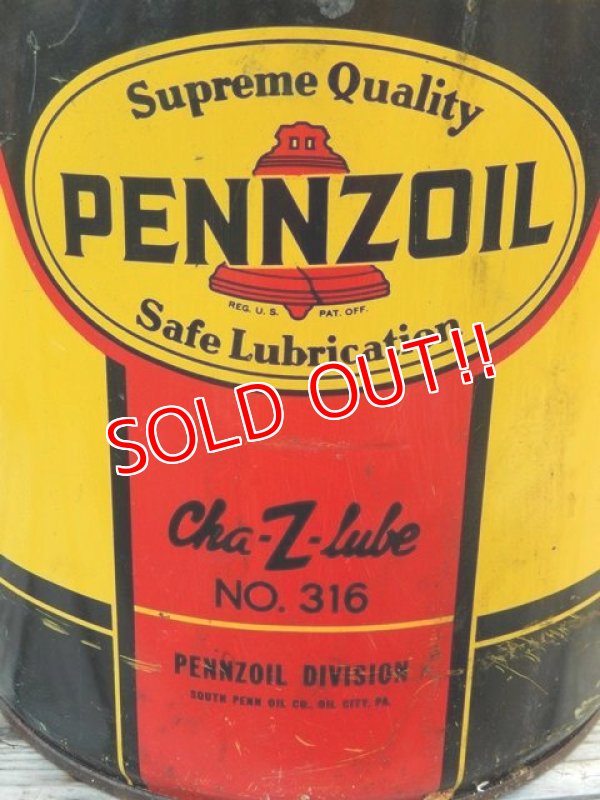 Supreme Quality
PENNZOIL
REG. U. S. PAT. OFF.
Safe Lubrication
SOLD OUT!!
Cha-Z-lube
NO. 316
PENNZOIL DIVISION
SOUTH PENN OIL CO., OIL CITY, PA.